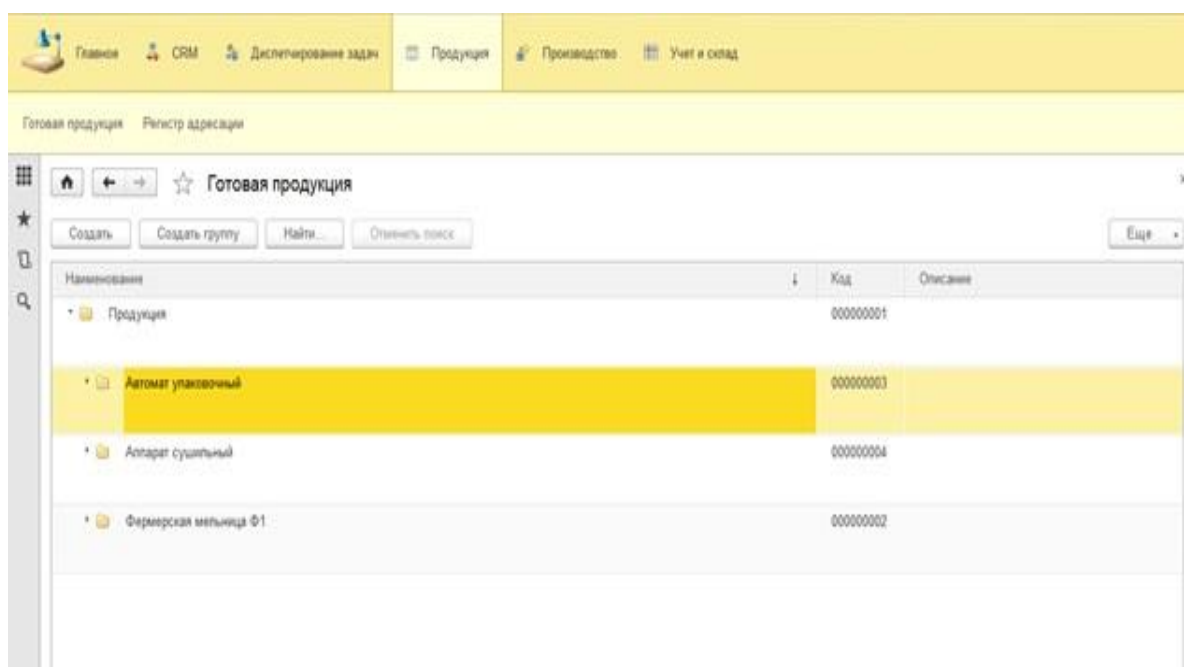 Главное CRM Диспетчирование задач Продукция Производство Учет и склад
Готовая продукция Регистр адресации
Готовая продукция
Создать Создать группу Найти... Отменить поиск Еще
Наименование Код Описание
Продукция 000000001
Автомат упаковочный 000000003
Аппарат сушильный 000000004
Фермерская мельница Ф1 000000002